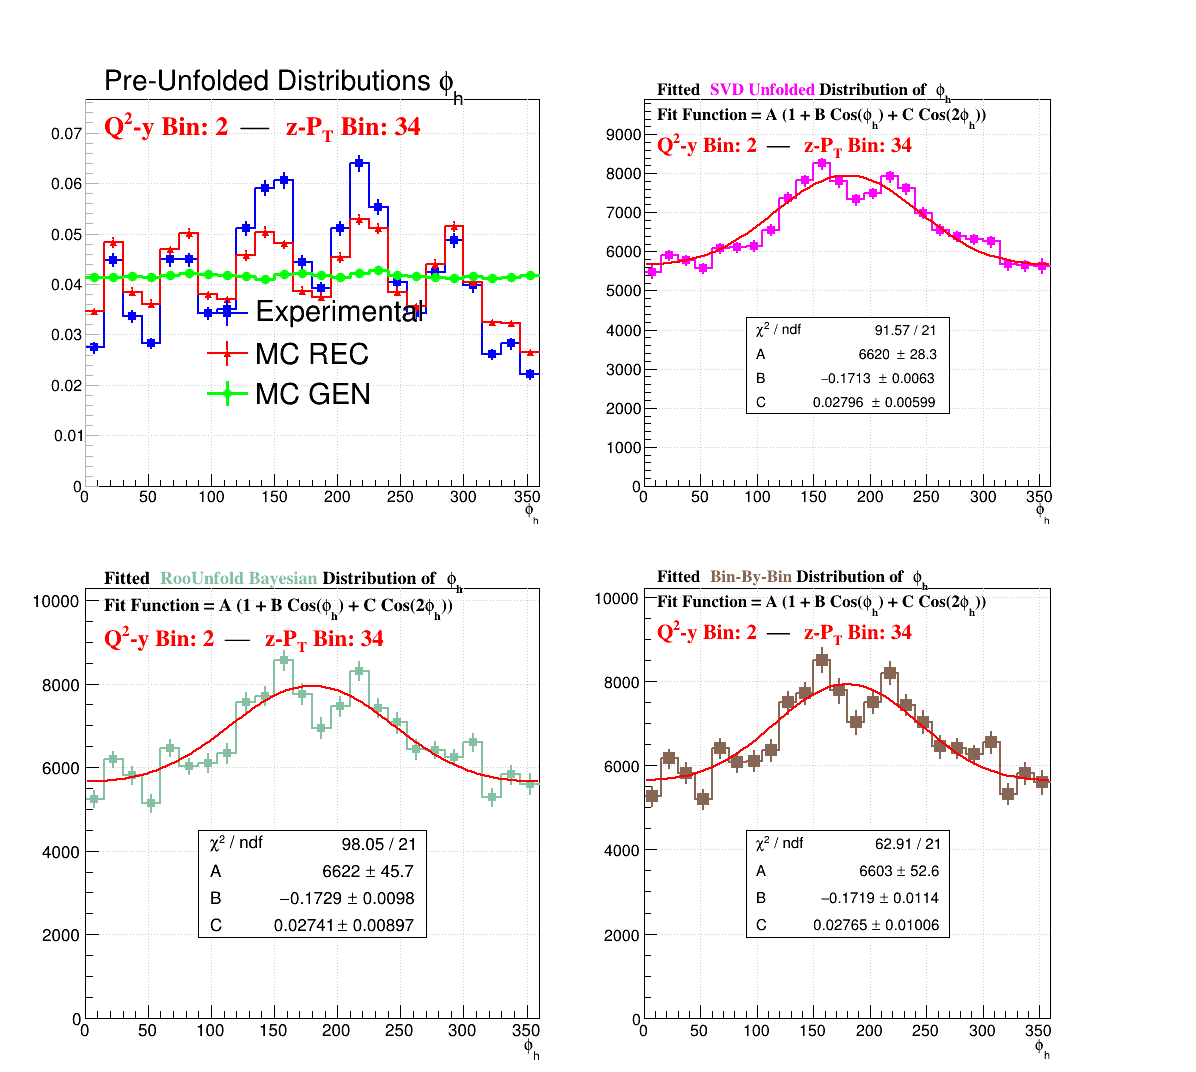 Pre-Unfolded Distributions ϕh
Q2-y Bin: 2 — z-PT Bin: 34
0.07
0.06
0.05
0.04
0.03
0.02
0.01
0
Experimental
MC REC
MC GEN
0 50 100 150 200 250 300 350
ϕh
Fitted SVD Unfolded Distribution of ϕh
Fit Function = A (1 + B Cos(ϕh) + C Cos(2ϕh))
Q2-y Bin: 2 — z-PT Bin: 34
9000
8000
7000
6000
5000
4000
3000
2000
1000
0
χ2 / ndf 91.57 / 21
A 6620 ± 28.3
B −0.1713 ± 0.0063
C 0.02796 ± 0.00599
0 50 100 150 200 250 300 350
ϕh
Fitted RooUnfold Bayesian Distribution of ϕh
Fit Function = A (1 + B Cos(ϕh) + C Cos(2ϕh))
Q2-y Bin: 2 — z-PT Bin: 34
10000
8000
6000
4000
2000
0
χ2 / ndf 98.05 / 21
A 6622 ± 45.7
B −0.1729 ± 0.0098
C 0.02741 ± 0.00897
0 50 100 150 200 250 300 350
ϕh
Fitted Bin-By-Bin Distribution of ϕh
Fit Function = A (1 + B Cos(ϕh) + C Cos(2ϕh))
Q2-y Bin: 2 — z-PT Bin: 34
10000
8000
6000
4000
2000
0
χ2 / ndf 62.91 / 21
A 6603 ± 52.6
B −0.1719 ± 0.0114
C 0.02765 ± 0.01006
0 50 100 150 200 250 300 350
ϕh